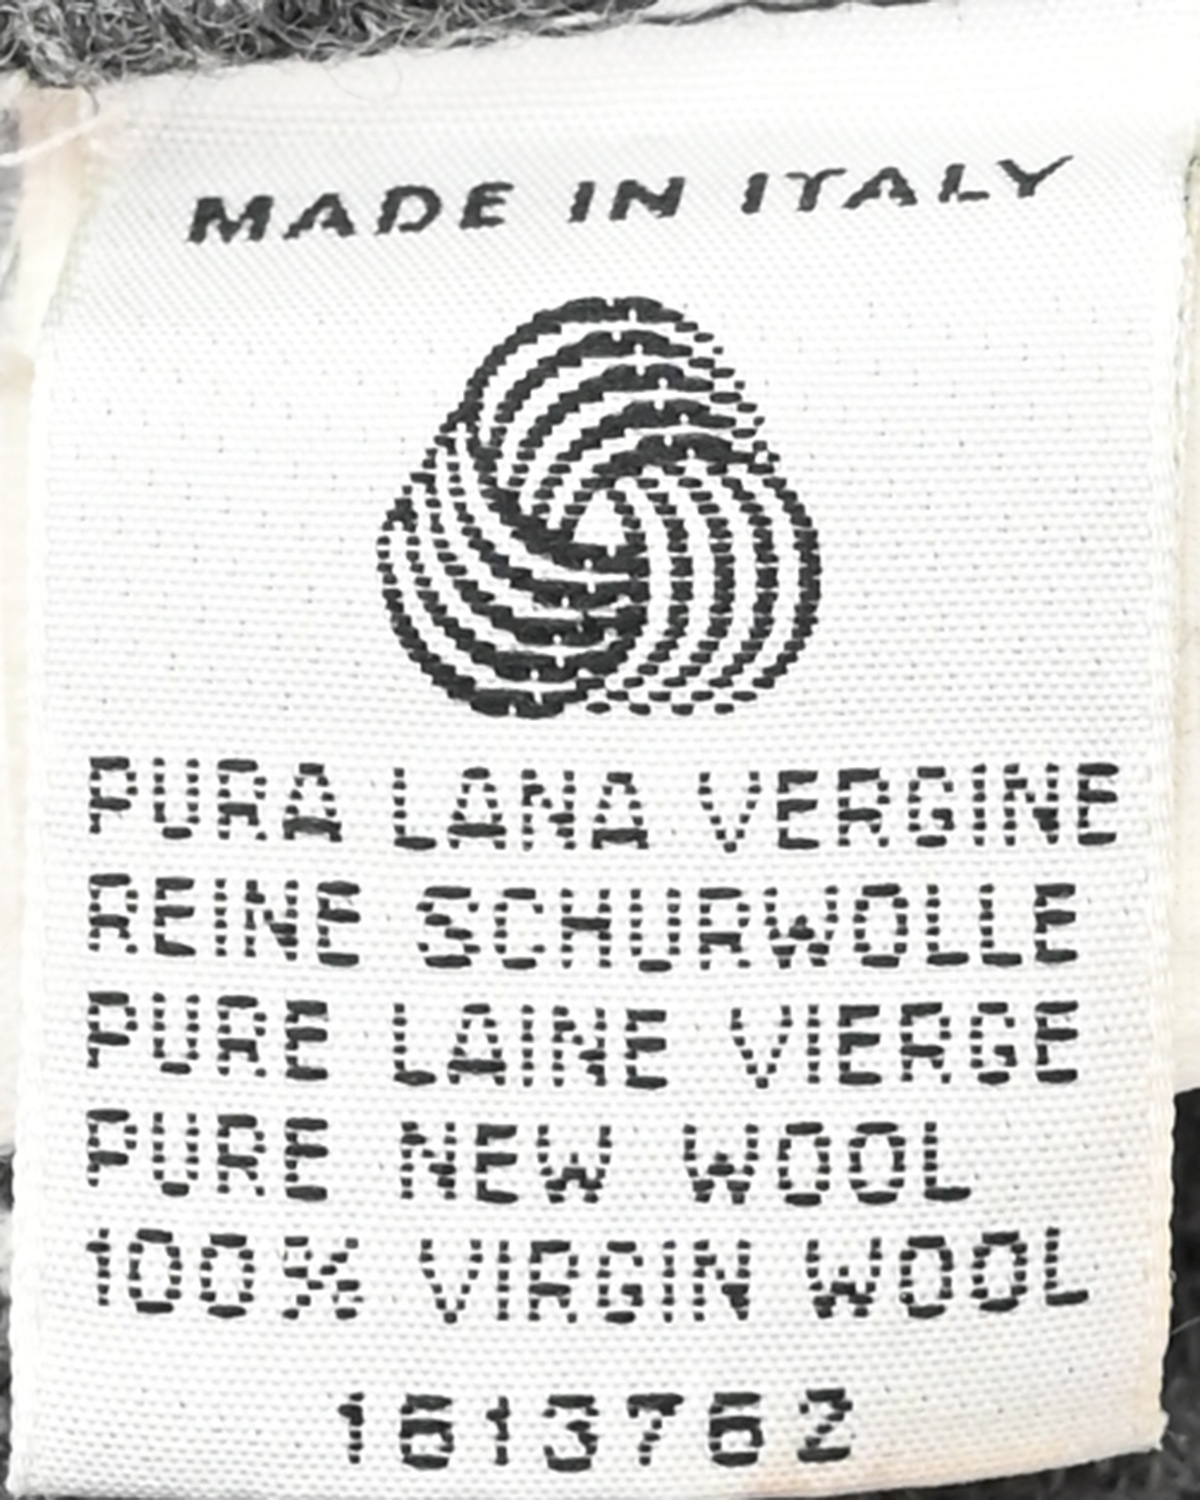 MADE IN ITALY
PURA LANA VERGINE
REINE SCHURWOLLE
PURE LAINE VIERGE
PURE NEW WOOL
100% VIRGIN WOOL
1613762